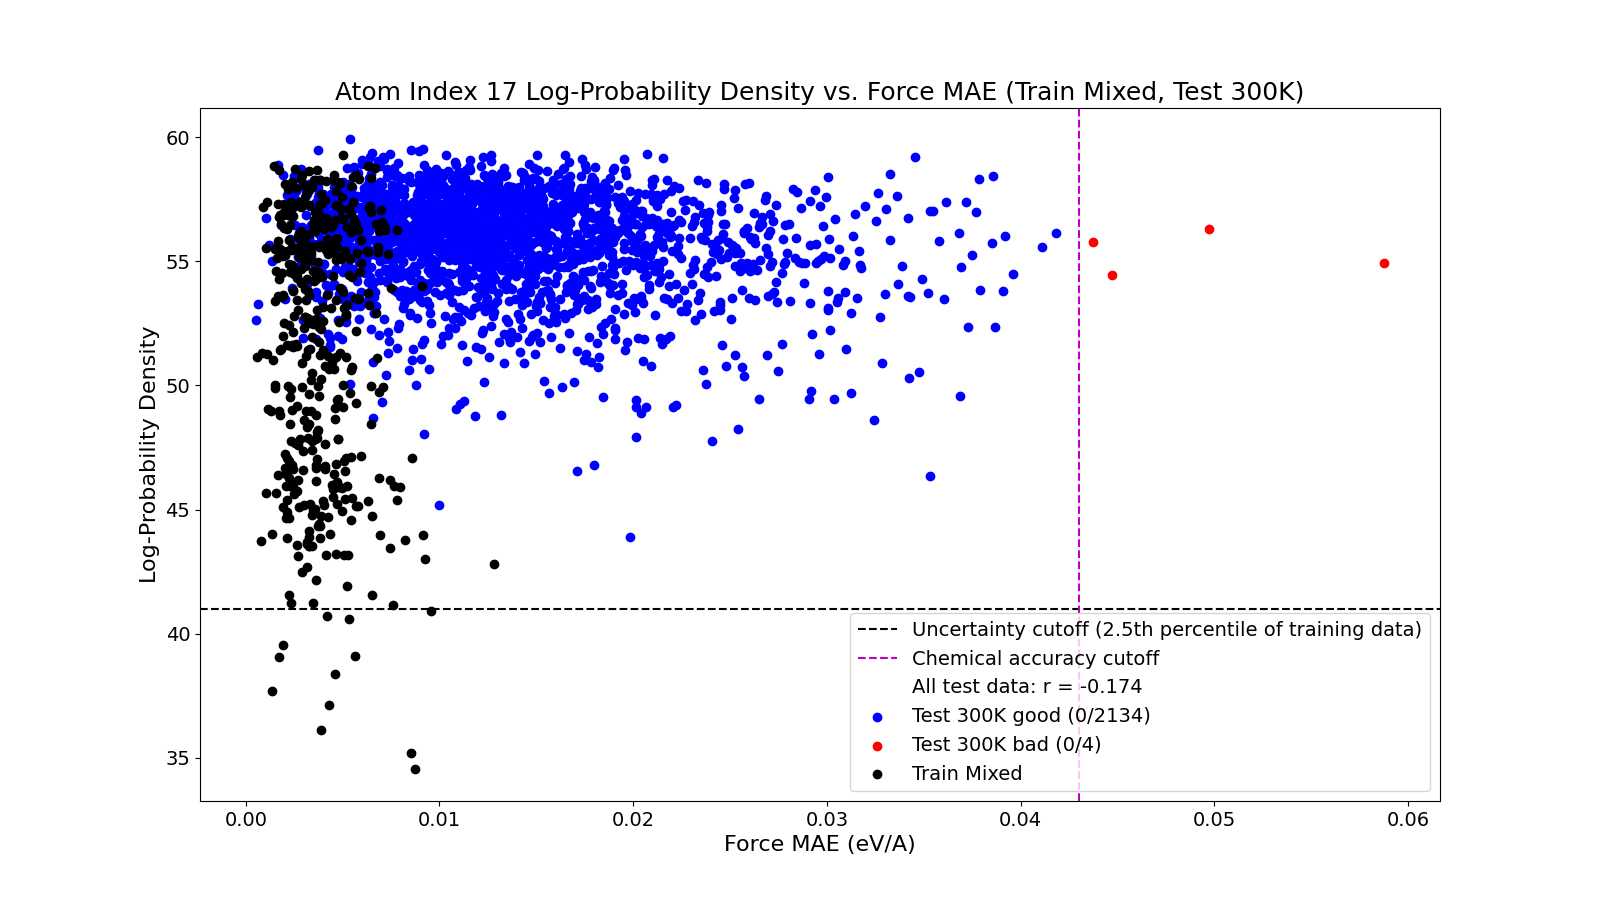 Atom Index 17 Log-Probability Density vs. Force MAE (Train Mixed, Test 300K)
Log-Probability Density
60
55
50
45
40
35
Uncertainty cutoff (2.5th percentile of training data)
Chemical accuracy cutoff
All test data: r = -0.174
Test 300K good (0/2134)
Test 300K bad (0/4)
Train Mixed
0.00 0.01 0.02 0.03 0.04 0.05 0.06
Force MAE (eV/A)